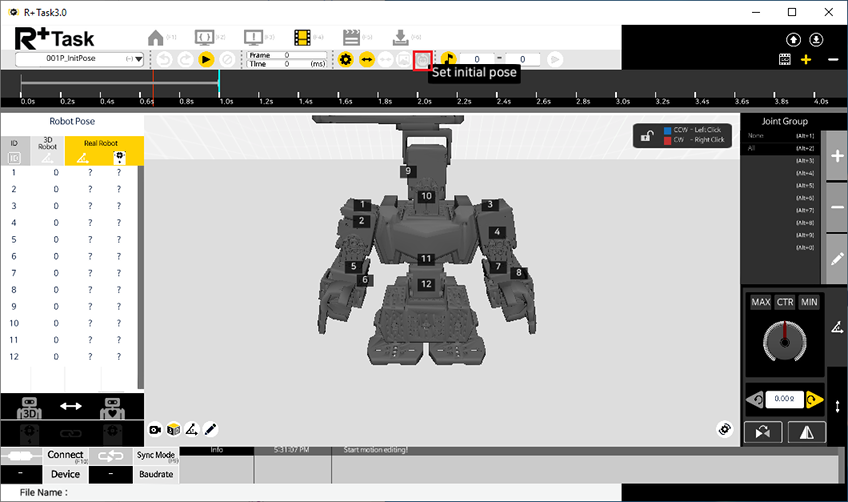 R+Task3.0
R+Task
001P_InitPose
(-)
Frame 0
Time 0 (ms)
0 - 0
Set initial pose
0.0s 0.2s 0.4s 0.6s 0.8s 1.0s 1.2s 1.4s 1.6s 1.8s 2.0s 2.2s 2.4s 2.6s 2.8s 3.0s 3.2s 3.4s 3.6s 3.8s 4.0s
Robot Pose
ID 3D Robot Real Robot
1 0 ? ?
2 0 ? ?
3 0 ? ?
4 0 ? ?
5 0 ? ?
6 0 ? ?
7 0 ? ?
8 0 ? ?
9 0 ? ?
10 0 ? ?
11 0 ? ?
12 0 ? ?
3D
CCW - Left Click
CW - Right Click
9
10
1 3
2
4
11
5 7
6 8
12
Joint Group
None (Alt+1)
All (Alt+2)
(Alt+3)
(Alt+4)
(Alt+5)
(Alt+6)
(Alt+7)
(Alt+8)
(Alt+9)
(Alt+0)
MAX CTR MIN
0.00º
Connect (F10)
Sync Mode (F9)
- Device - Baudrate
Info 5:31:07 PM Start motion editing!
File Name :